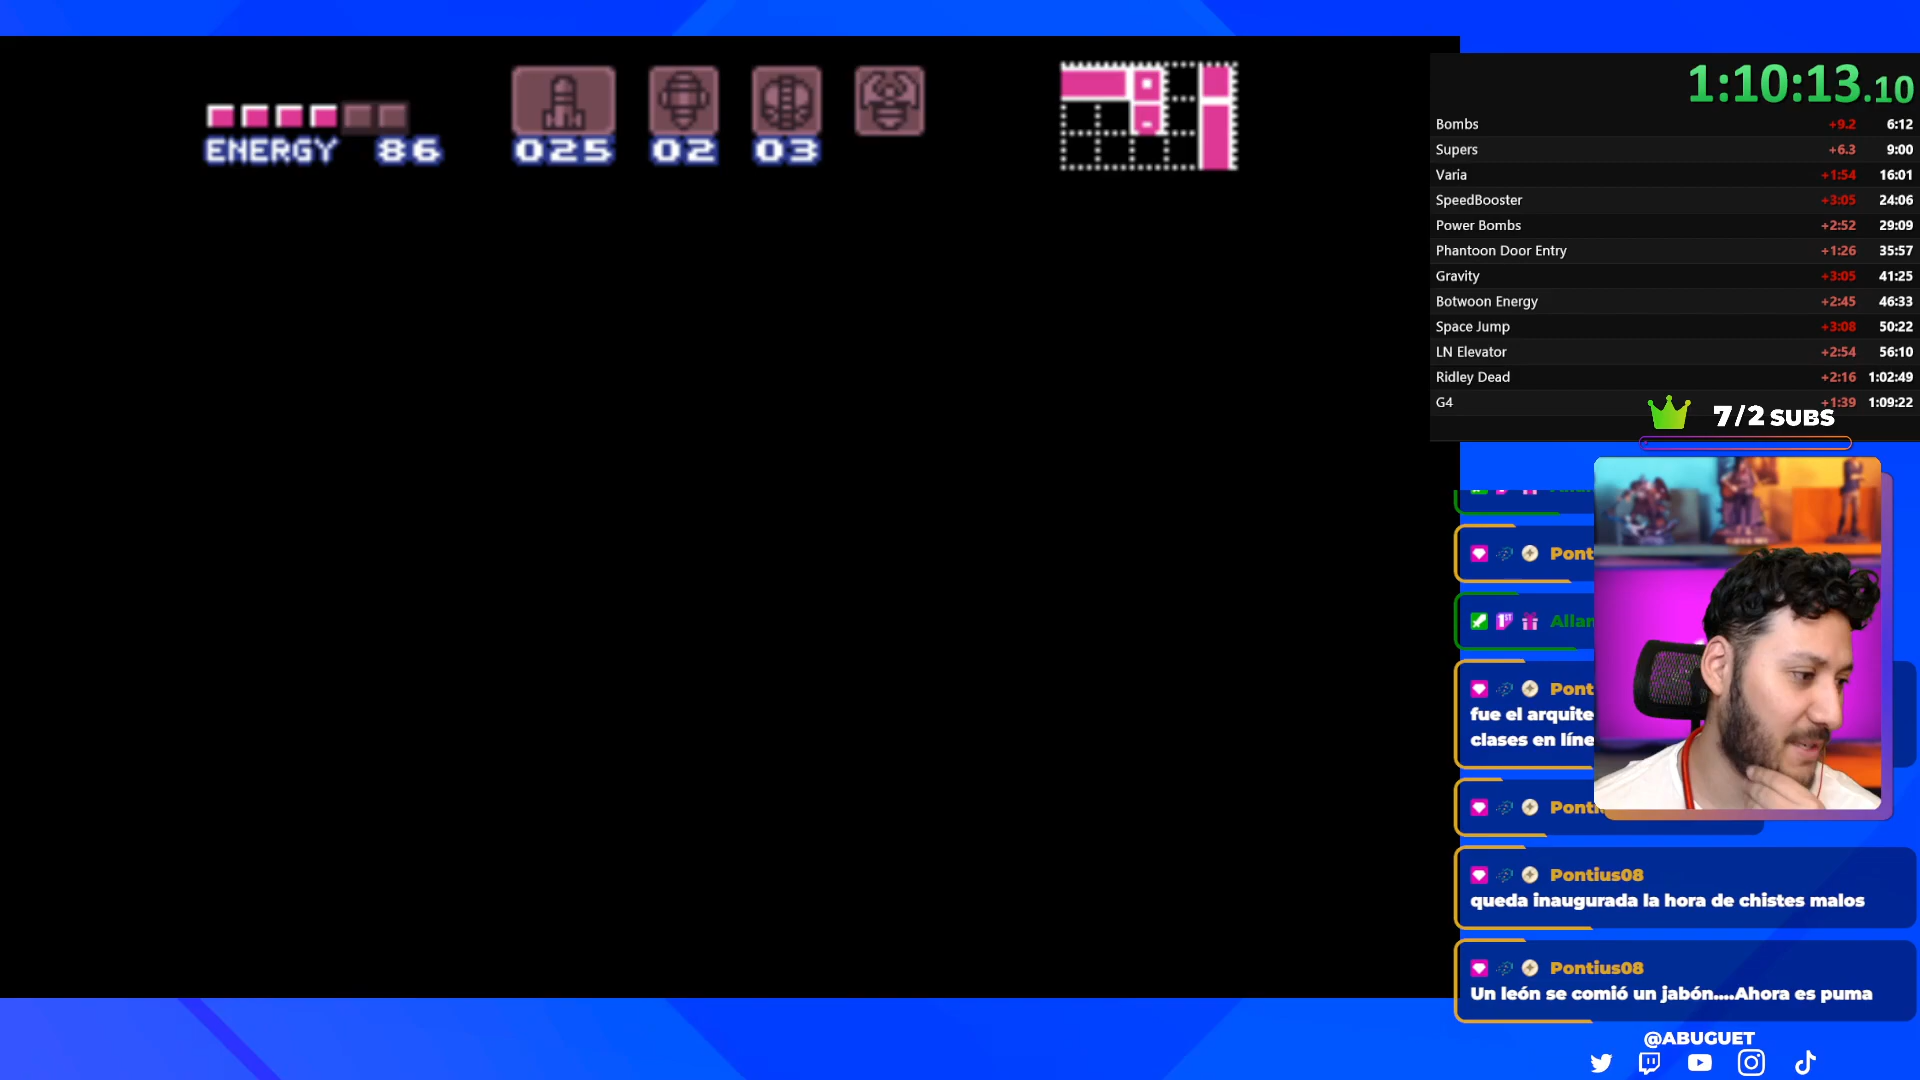 ENERGY 86
025 02 03
1:10:13.10
Bombs +9.2 6:12
Supers +6.3 9:00
Varia +1:54 16:01
SpeedBooster +3:05 24:06
Power Bombs +2:52 29:09
Phantoon Door Entry +1:26 35:57
Gravity +3:05 41:25
Botwoon Energy +2:45 46:33
Space Jump +3:08 50:22
LN Elevator +2:54 56:10
Ridley Dead +2:16 1:02:49
G4 +1:39 1:09:22
7/2 SUBS
Pont
Allan
Pont
fue el arquite
clases en líne
Pont
Pontius08
queda inaugurada la hora de chistes malos
Pontius08
Un león se comió un jabón....Ahora es puma
@ABUGUET